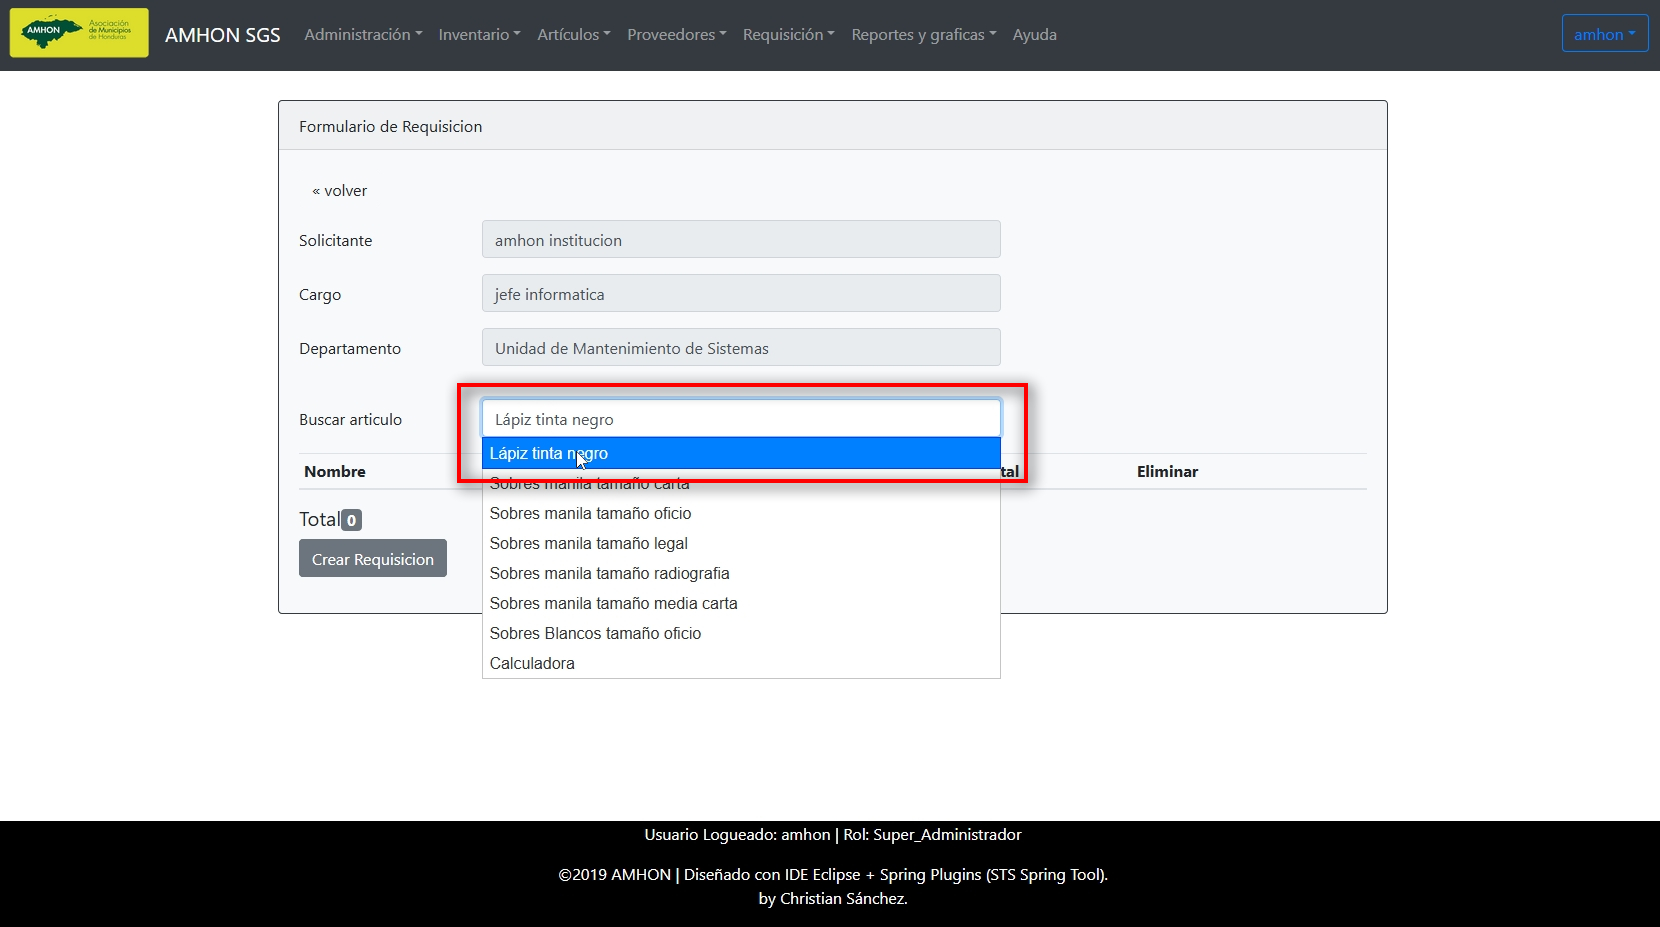 AMHON
Asociación
de Municipios
de Honduras
AMHON SGS
Administración
Inventario
Artículos
Proveedores
Requisición
Reportes y graficas
Ayuda
amhon
Formulario de Requisicion
« volver
Solicitante
amhon institucion
Cargo
jefe informatica
Departamento
Unidad de Mantenimiento de Sistemas
Buscar articulo
Lápiz tinta negro
Lápiz tinta negro
Nombre
tal
Eliminar
Sobres manila tamaño carta
Sobres manila tamaño oficio
Sobres manila tamaño legal
Sobres manila tamaño radiografia
Sobres manila tamaño media carta
Sobres Blancos tamaño oficio
Calculadora
Total 0
Crear Requisicion
Usuario Logueado: amhon | Rol: Super_Administrador
©2019 AMHON | Diseñado con IDE Eclipse + Spring Plugins (STS Spring Tool).
by Christian Sánchez.